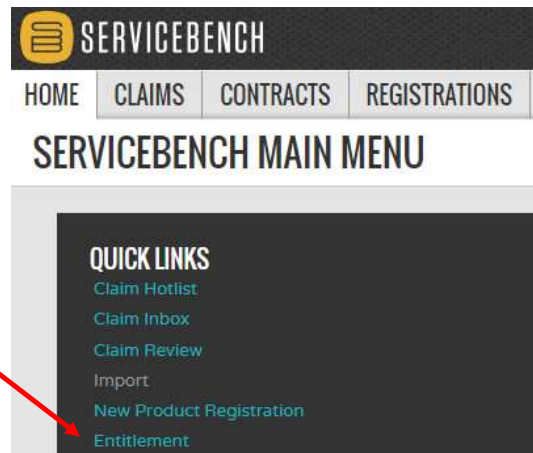 SERVICEBENCH
HOME CLAIMS CONTRACTS REGISTRATIONS
SERVICEBENCH MAIN MENU
QUICK LINKS
Claim Hotlist
Claim Inbox
Claim Review
Import
New Product Registration
Entitlement